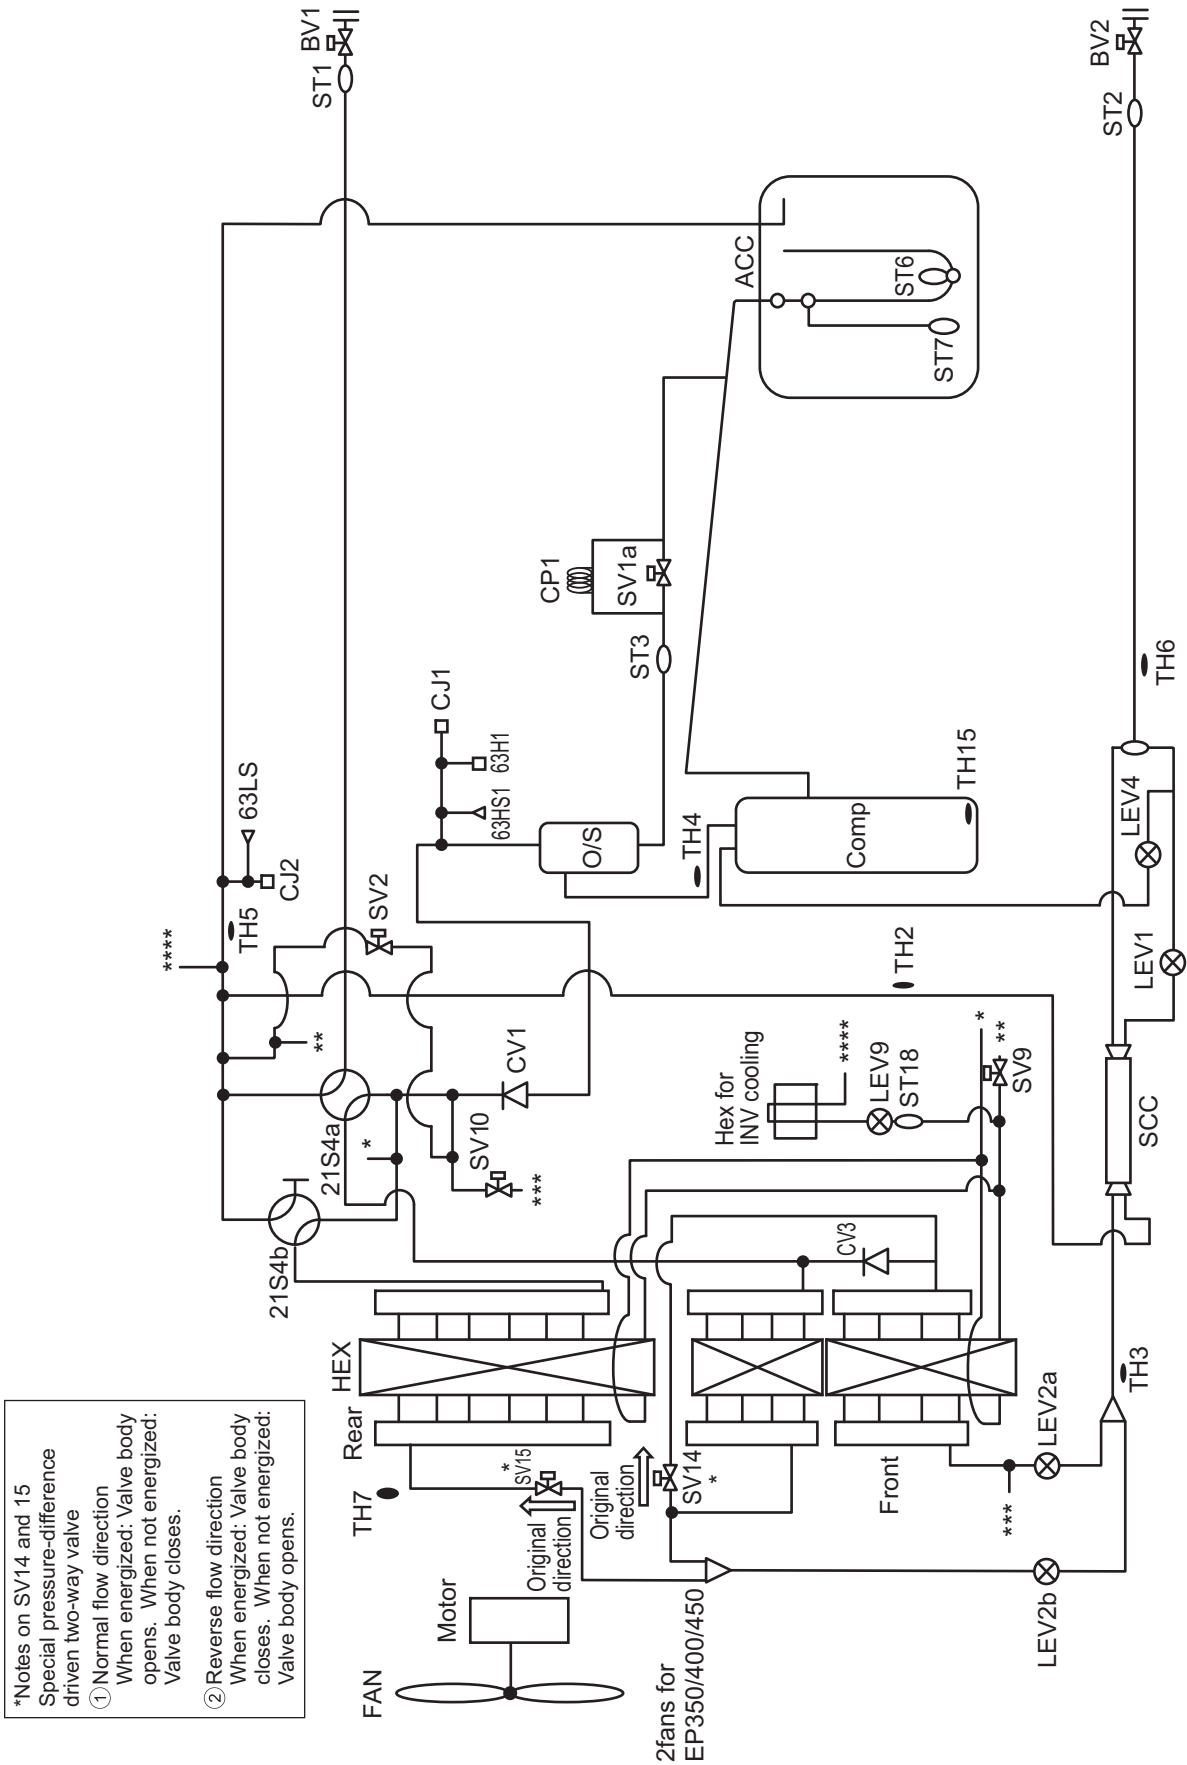 *Notes on SV14 and 15
Special pressure-difference
driven two-way valve
① Normal flow direction
When energized: Valve body
opens. When not energized:
Valve body closes.
② Reverse flow direction
When energized: Valve body
closes. When not energized:
Valve body opens.
BV1
ST1
****
TH5
63LS
CJ2
SV2
**
21S4a
21S4b
*
CV1
SV10
***
CJ1
63HS1
63H1
O/S
CP1
SV1a
ST3
ACC
ST6
ST7
TH4
Comp
TH15
TH2
Hex for
INV cooling
****
LEV9
ST18
*
**
SV9
HEX
Rear
CV3
TH7
*
SV15
Original
direction
Original
direction
SV14
*
Front
FAN
Motor
2fans for
EP350/400/450
***
LEV2a
LEV2b
TH3
SCC
LEV1
LEV4
TH6
ST2
BV2